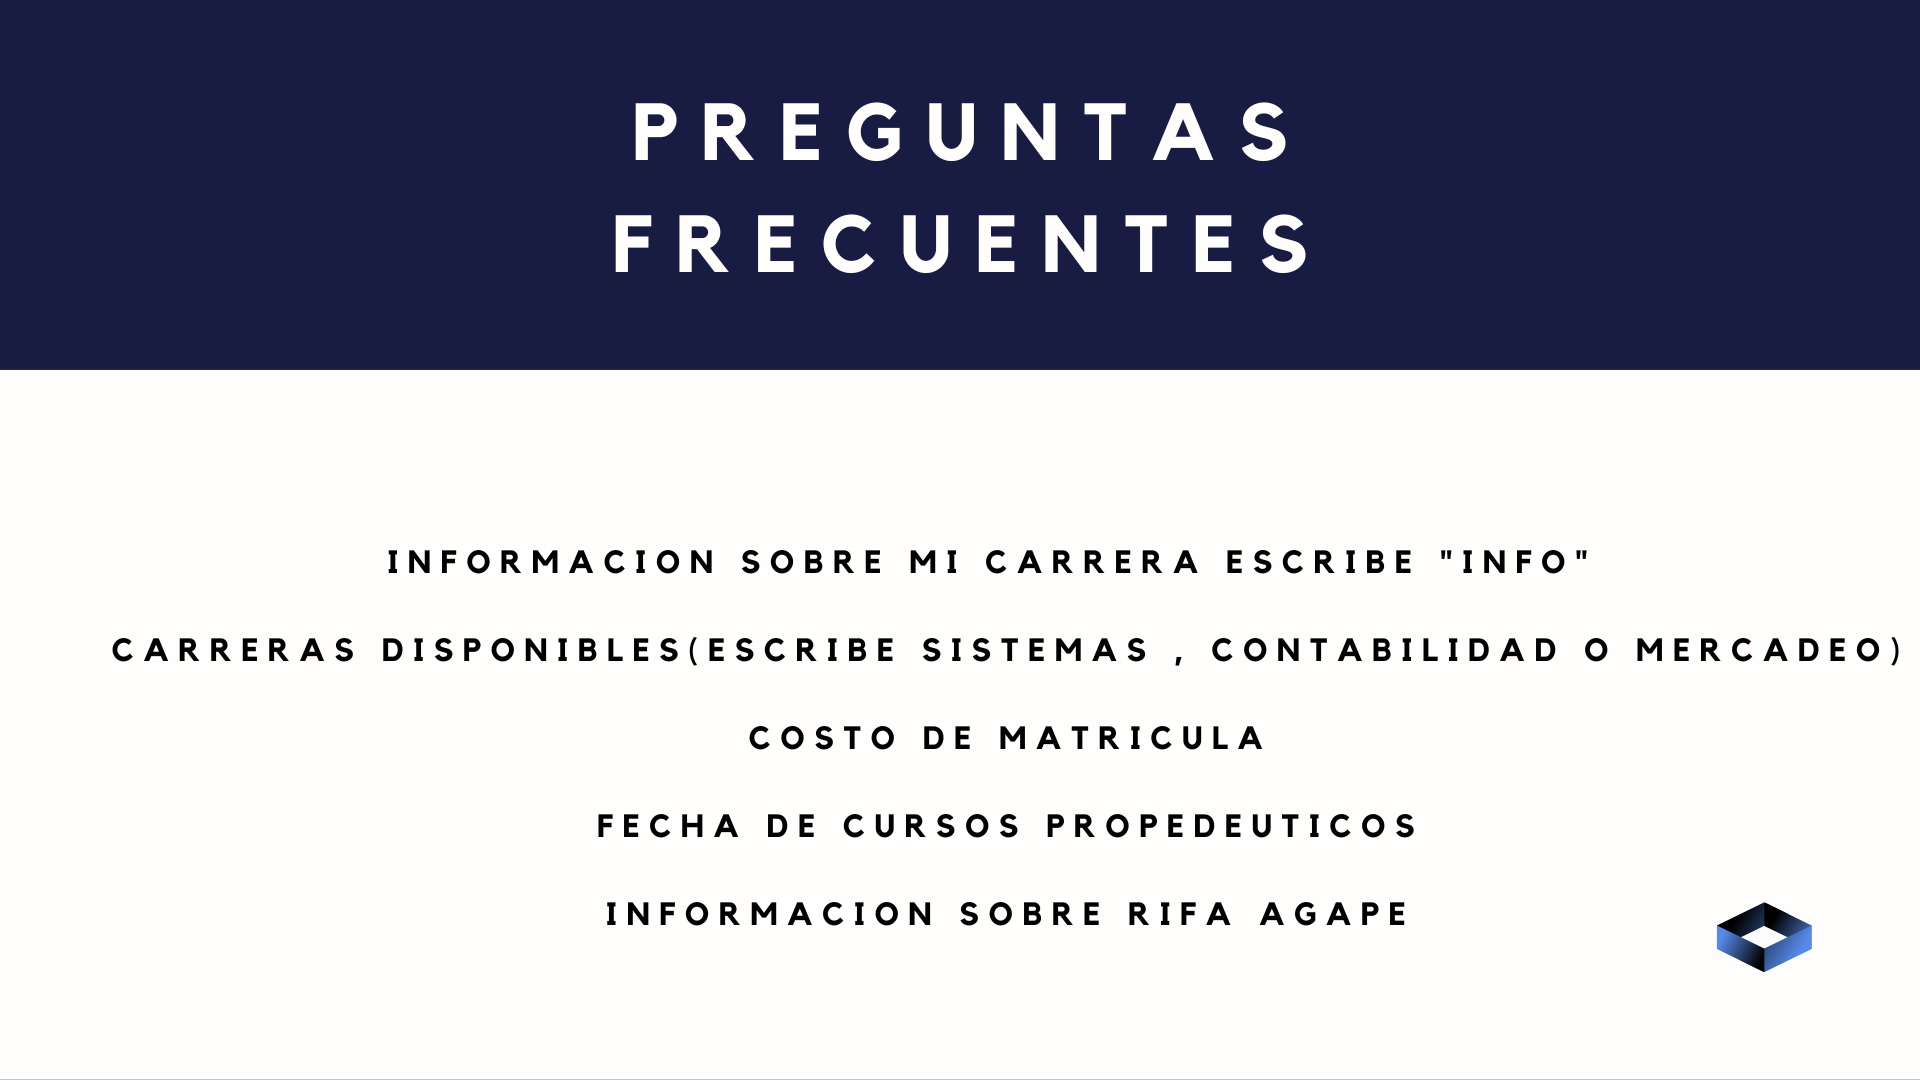 PREGUNTAS
FRECUENTES
INFORMACION SOBRE MI CARRERA ESCRIBE "INFO"
CARRERAS DISPONIBLES(ESCRIBE SISTEMAS , CONTABILIDAD O MERCADEO)
COSTO DE MATRICULA
FECHA DE CURSOS PROPEDEUTICOS
INFORMACION SOBRE RIFA AGAPE